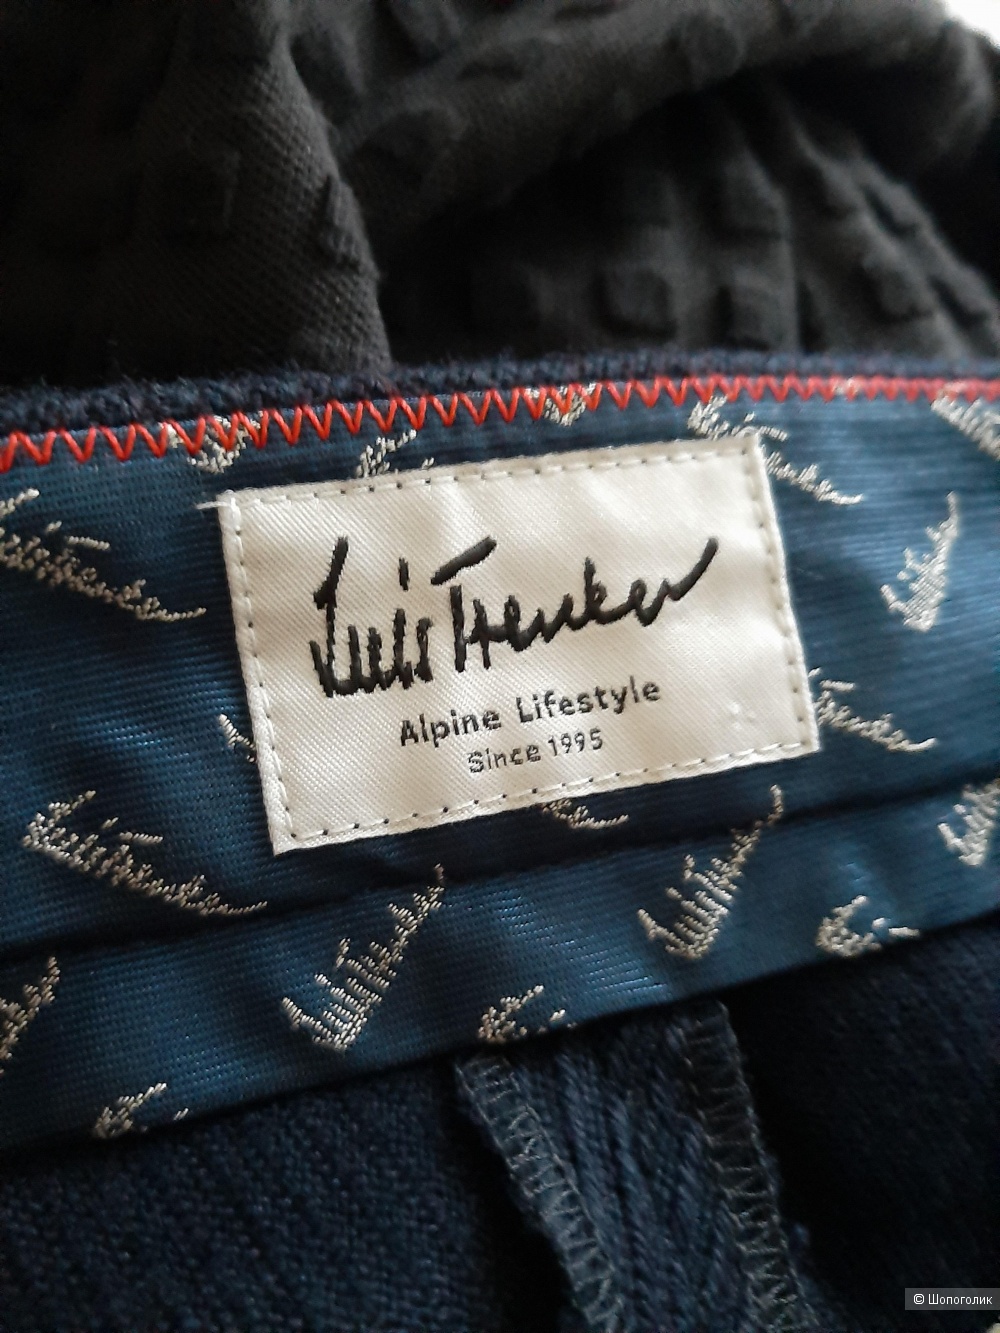 Luis Trenker
Alpine Lifestyle
Since 1995
© Шопоголик